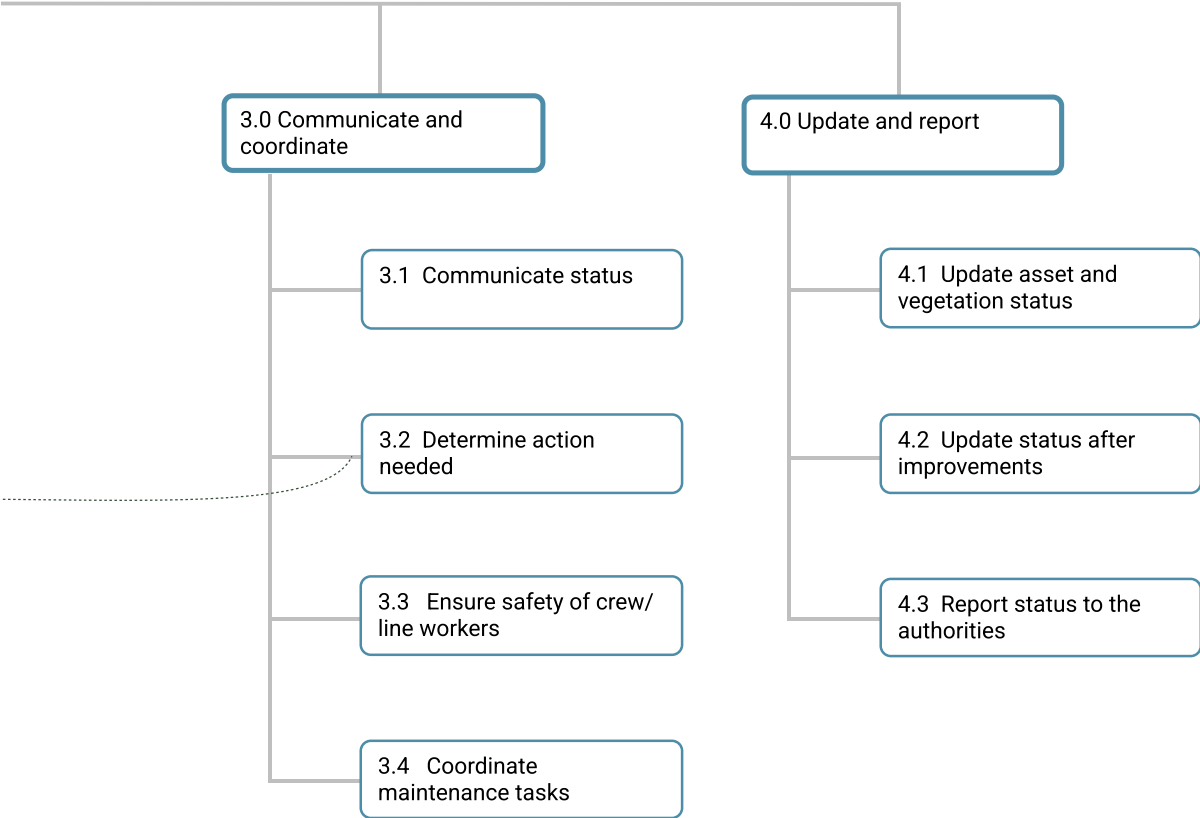 3.0 Communicate and
coordinate
3.1 Communicate status
3.2 Determine action
needed
3.3 Ensure safety of crew/
line workers
3.4 Coordinate
maintenance tasks
4.0 Update and report
4.1 Update asset and
vegetation status
4.2 Update status after
improvements
4.3 Report status to the
authorities